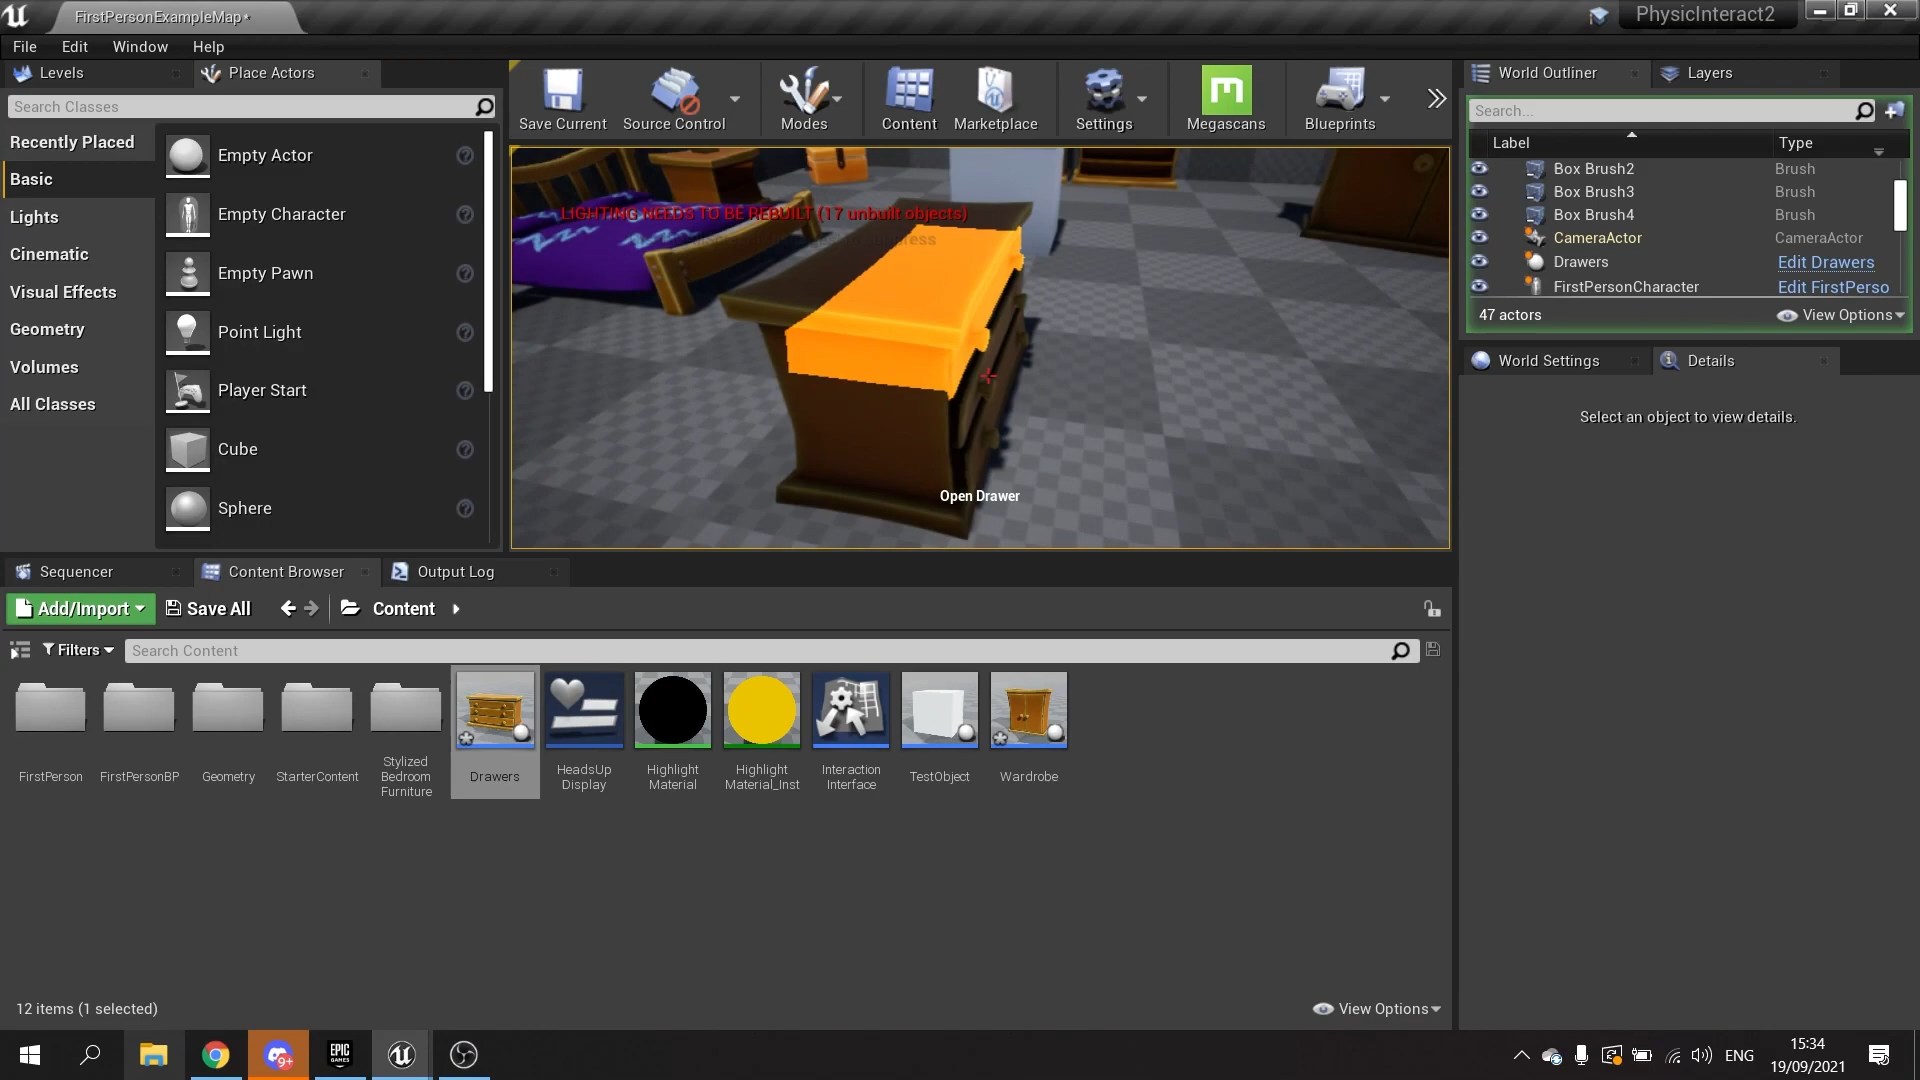 FirstPersonExampleMap*
PhysicInteract2
File Edit Window Help
Levels
Place Actors
Search Classes
Recently Placed
Basic
Lights
Cinematic
Visual Effects
Geometry
Volumes
All Classes
Empty Actor
Empty Character
Empty Pawn
Point Light
Player Start
Cube
Sphere
Save Current
Source Control
Modes
Content
Marketplace
Settings
Megascans
Blueprints
LIGHTING NEEDS TO BE REBUILT (17 unbuilt objects)
Open Drawer
World Outliner
Layers
Search...
Label Type
Box Brush2 Brush
Box Brush3 Brush
Box Brush4 Brush
CameraActor CameraActor
Drawers Edit Drawers
FirstPersonCharacter Edit FirstPerso
47 actors
View Options
World Settings
Details
Select an object to view details.
Sequencer
Content Browser
Output Log
Add/Import
Save All
Content
Filters
Search Content
FirstPerson
FirstPersonBP
Geometry
StarterContent
Stylized
Bedroom
Furniture
Drawers
HeadsUp
Display
Highlight
Material
Highlight
Material_Inst
Interaction
Interface
TestObject
Wardrobe
12 items (1 selected)
View Options
9+
EPIC
GAMES
ENG
15:34
19/09/2021